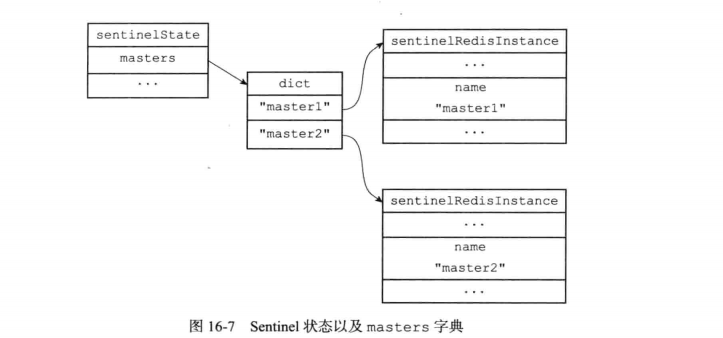 sentinelState
masters
...
dict
"master1"
"master2"
sentinelRedisInstance
...
name
"master1"
...
sentinelRedisInstance
...
name
"master2"
...
图 16-7 Sentinel 状态以及 masters 字典